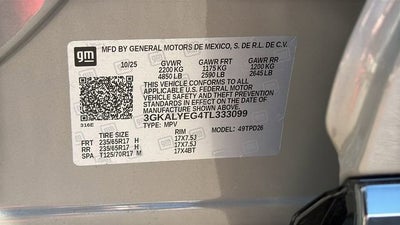 gm
MFD BY GENERAL MOTORS DE MEXICO, S. DE R.L. DE C.V.
10/25 GVWR GAWR FRT GAWR RR
2200 KG 1175 KG 1200 KG
4850 LB 2590 LB 2645 LB
THIS VEHICLE CONFORMS TO ALL
APPLICABLE U.S. FEDERAL MOTOR
VEHICLE SAFETY AND THEFT PREVENTION
STANDARDS IN EFFECT ON THE DATE
OF MANUFACTURE SHOWN ABOVE.
316E 3GKALYEG4TL333099
TYPE: MPV MODEL: 49TPD26
TIRE SIZE RIM
FRT 235/65R17 H 17X7.5J
RR 235/65R17 H 17X7.5J
SPA T125/70R17 M 17X4BT